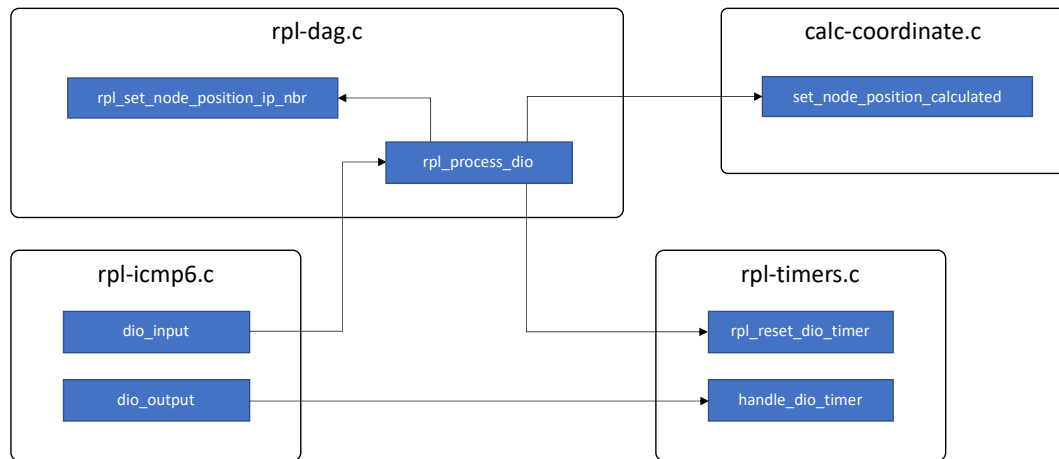 rpl-dag.c
rpl_set_node_position_ip_nbr
rpl_process_dio
calc-coordinate.c
set_node_position_calculated
rpl-icmp6.c
dio_input
dio_output
rpl-timers.c
rpl_reset_dio_timer
handle_dio_timer